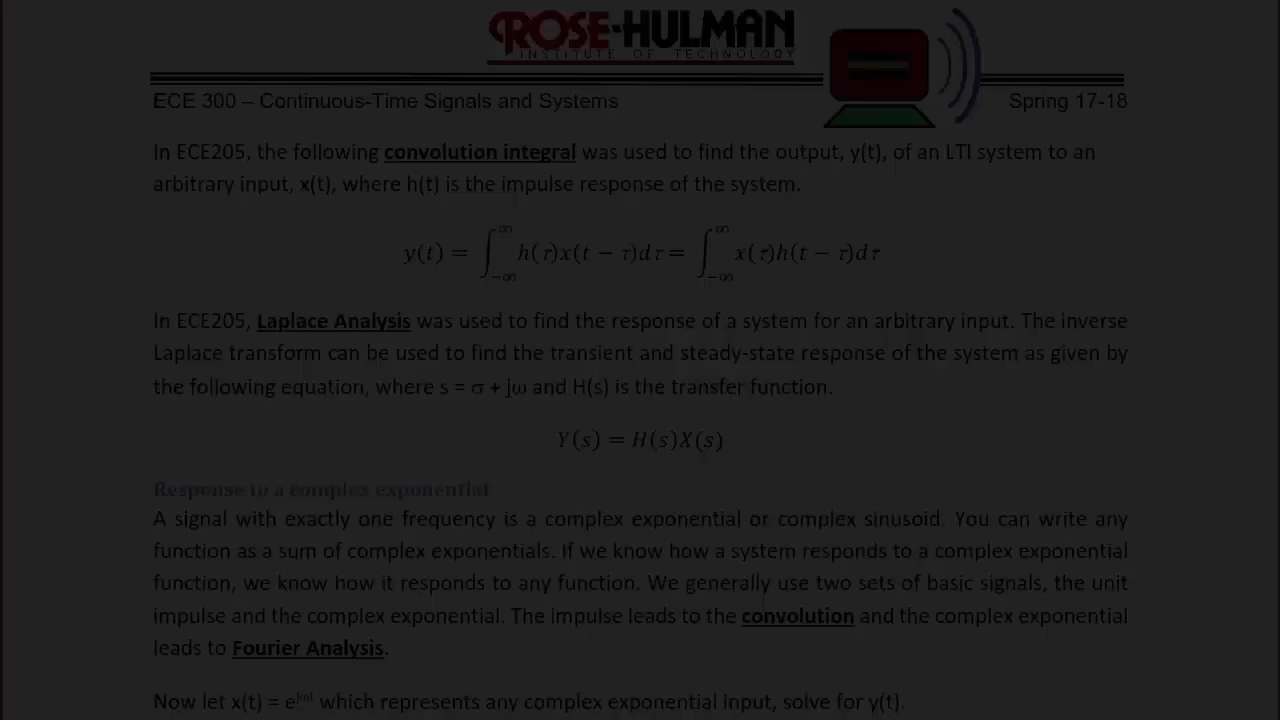 ROSE-HULMAN
INSTITUTE OF TECHNOLOGY
ECE 300 – Continuous-Time Signals and Systems Spring 17-18
In ECE205, the following convolution integral was used to find the output, y(t), of an LTI system to an
arbitrary input, x(t), where h(t) is the impulse response of the system.
y(t) = ∫_{−∞}^{∞} h(τ)x(t − τ)dτ = ∫_{−∞}^{∞} x(τ)h(t − τ)dτ
In ECE205, Laplace Analysis was used to find the response of a system for an arbitrary input. The inverse
Laplace transform can be used to find the transient and steady-state response of the system as given by
the following equation, where s = σ + jω and H(s) is the transfer function.
Y(s) = H(s)X(s)
Response to a complex exponential
A signal with exactly one frequency is a complex exponential or complex sinusoid. You can write any
function as a sum of complex exponentials. If we know how a system responds to a complex exponential
function, we know how it responds to any function. We generally use two sets of basic signals, the unit
impulse and the complex exponential. The impulse leads to the convolution and the complex exponential
leads to Fourier Analysis.
Now let x(t) = e^{jωt} which represents any complex exponential input, solve for y(t).